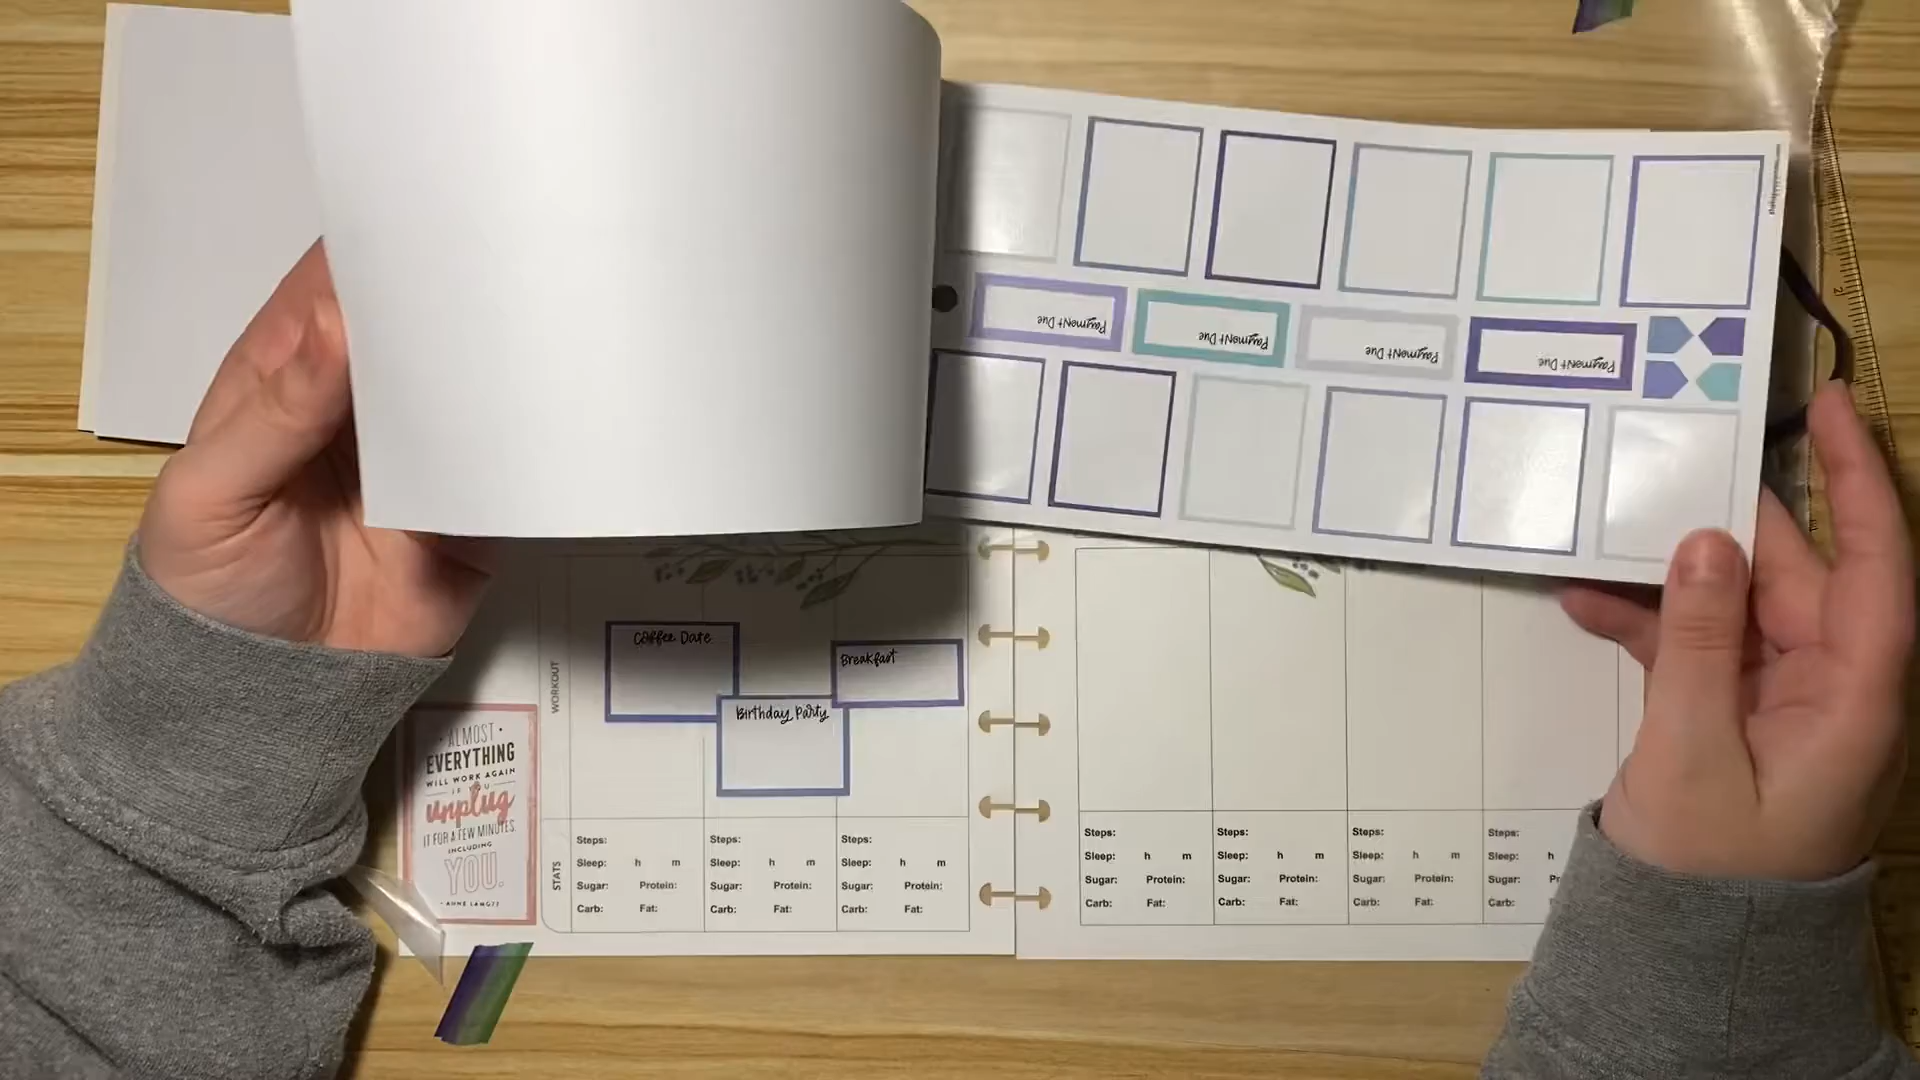 Payment Due
Payment Due
Payment Due
Payment Due
WORKOUT
Coffee Date
Breakfast
Birthday Party
• ALMOST •
EVERYTHING
WILL WORK AGAIN
IF YOU
unplug
IT FOR A FEW MINUTES,
INCLUDING
YOU.
STATS
Steps:
Sleep: h m
Sugar: Protein:
Carb: Fat:
Steps:
Sleep: h m
Sugar: Protein:
Carb: Fat:
Steps:
Sleep: h m
Sugar: Protein:
Carb: Fat:
Steps:
Sleep: h m
Sugar: Protein:
Carb: Fat:
Steps:
Sleep: h m
Sugar: Protein:
Carb: Fat:
Steps:
Sleep: h m
Sugar: Protein:
Carb: Fat:
Steps:
Sleep: h
Sugar: Pr
Carb: Fat: